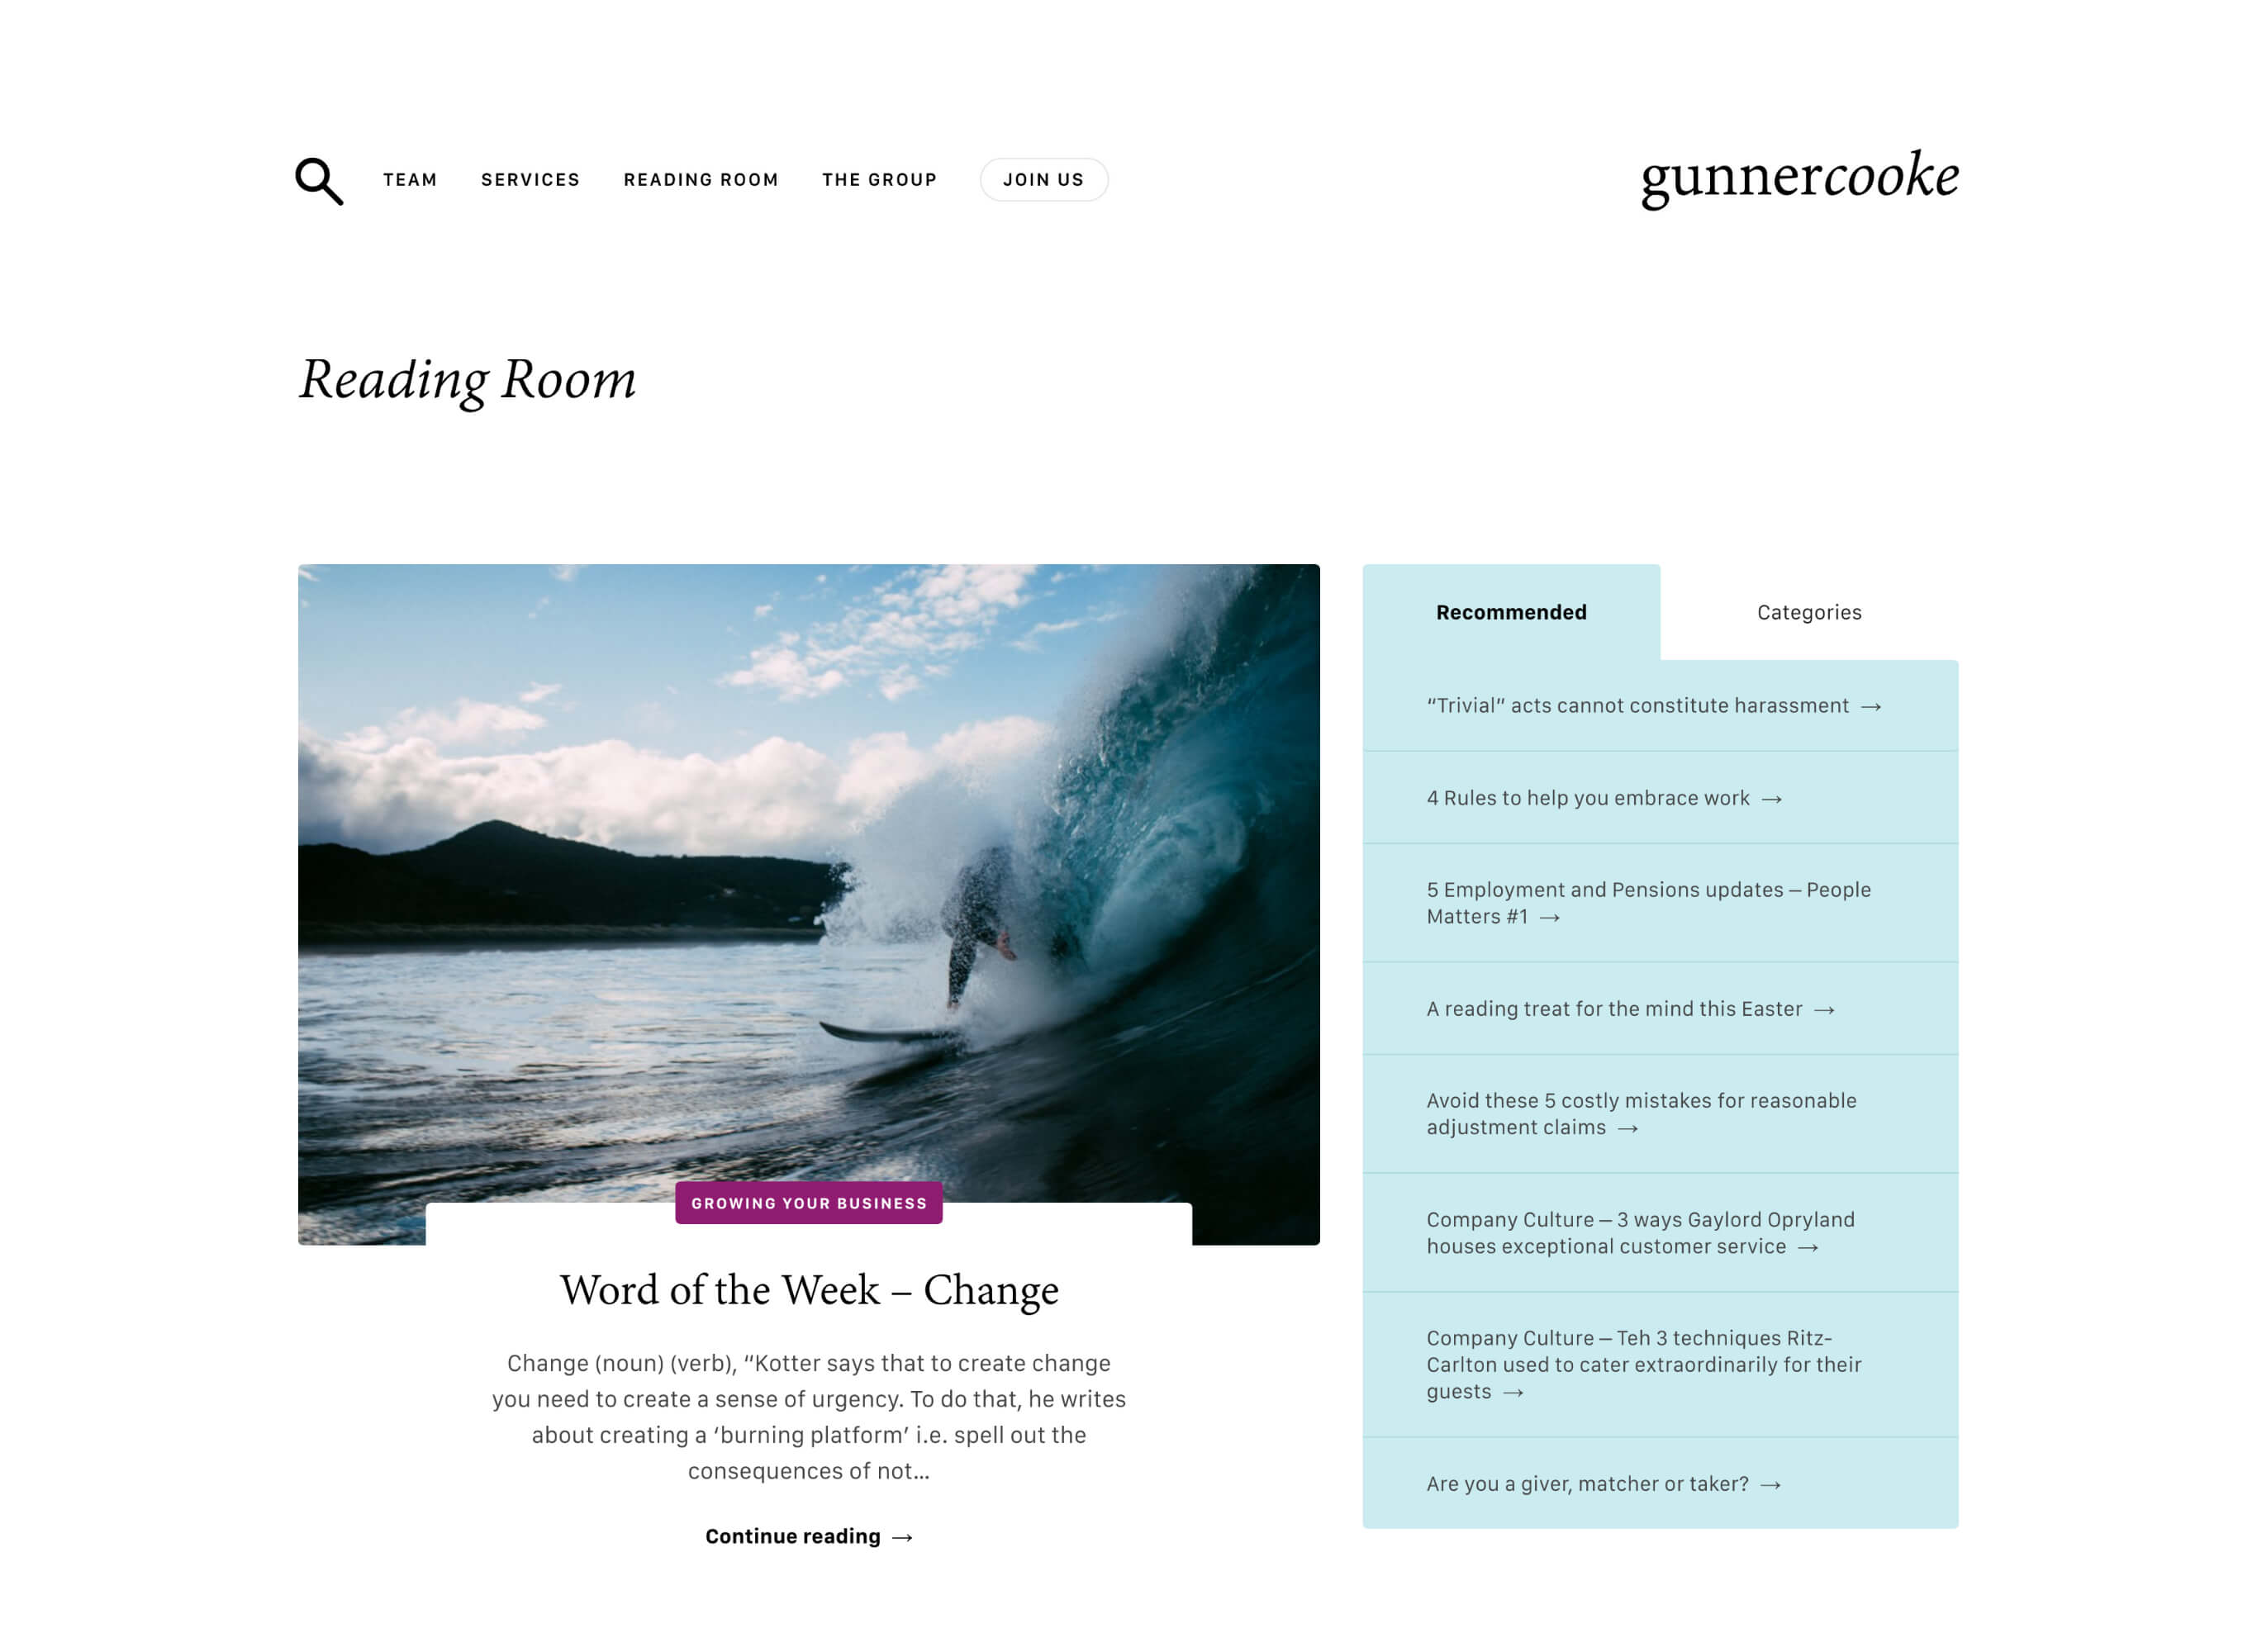 TEAM SERVICES READING ROOM THE GROUP JOIN US gunnercooke
Reading Room
GROWING YOUR BUSINESS
Word of the Week – Change
Change (noun) (verb), “Kotter says that to create change
you need to create a sense of urgency. To do that, he writes
about creating a ‘burning platform’ i.e. spell out the
consequences of not...
Continue reading →
Recommended Categories
“Trivial” acts cannot constitute harassment →
4 Rules to help you embrace work →
5 Employment and Pensions updates – People
Matters #1 →
A reading treat for the mind this Easter →
Avoid these 5 costly mistakes for reasonable
adjustment claims →
Company Culture – 3 ways Gaylord Opryland
houses exceptional customer service →
Company Culture – Teh 3 techniques Ritz-
Carlton used to cater extraordinarily for their
guests →
Are you a giver, matcher or taker? →